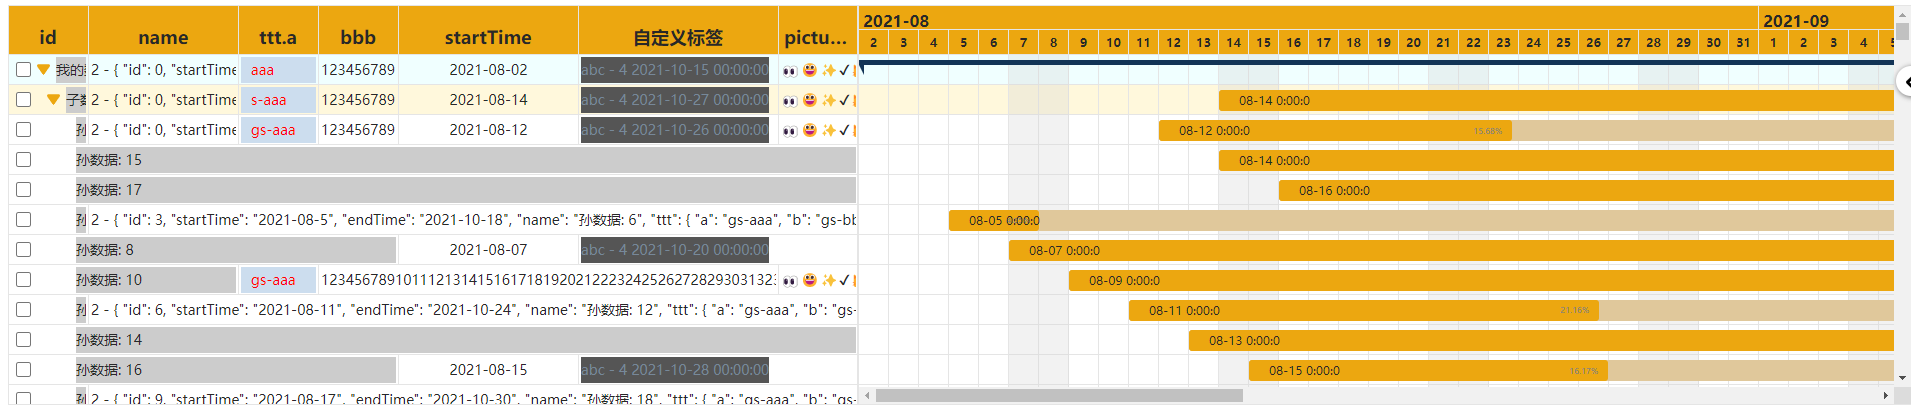 id name ttt.a bbb startTime 自定义标签 pictu...
2021-08 2021-09
2 3 4 5 6 7 8 9 10 11 12 13 14 15 16 17 18 19 20 21 22 23 24 25 26 27 28 29 30 31 1 2 3 4 5
我的 2 - { "id": 0, "startTime aaa 123456789 2021-08-02 abc - 4 2021-10-15 00:00:00
子数 2 - { "id": 0, "startTime s-aaa 123456789 2021-08-14 abc - 4 2021-10-27 00:00:00 08-14 0:00:0
孙 2 - { "id": 0, "startTime gs-aaa 123456789 2021-08-12 abc - 4 2021-10-26 00:00:00 08-12 0:00:0 15.68%
孙数据: 15 08-14 0:00:0
孙数据: 17 08-16 0:00:0
孙 2 - { "id": 3, "startTime": "2021-08-5", "endTime": "2021-10-18", "name": "孙数据: 6", "ttt": { "a": "gs-aaa", "b": "gs-bb 08-05 0:00:0
孙数据: 8 2021-08-07 abc - 4 2021-10-20 00:00:00 08-07 0:00:0
孙数据: 10 gs-aaa 1234567891011121314151617181920212223242526272829303132 08-09 0:00:0
孙 2 - { "id": 6, "startTime": "2021-08-11", "endTime": "2021-10-24", "name": "孙数据: 12", "ttt": { "a": "gs-aaa", "b": "gs- 08-11 0:00:0 21.16%
孙数据: 14 08-13 0:00:0
孙数据: 16 2021-08-15 abc - 4 2021-10-28 00:00:00 08-15 0:00:0 16.17%
孙 2 - { "id": 9, "startTime": "2021-08-17", "endTime": "2021-10-30", "name": "孙数据: 18", "ttt": { "a": "gs-aaa", "b": "gs-